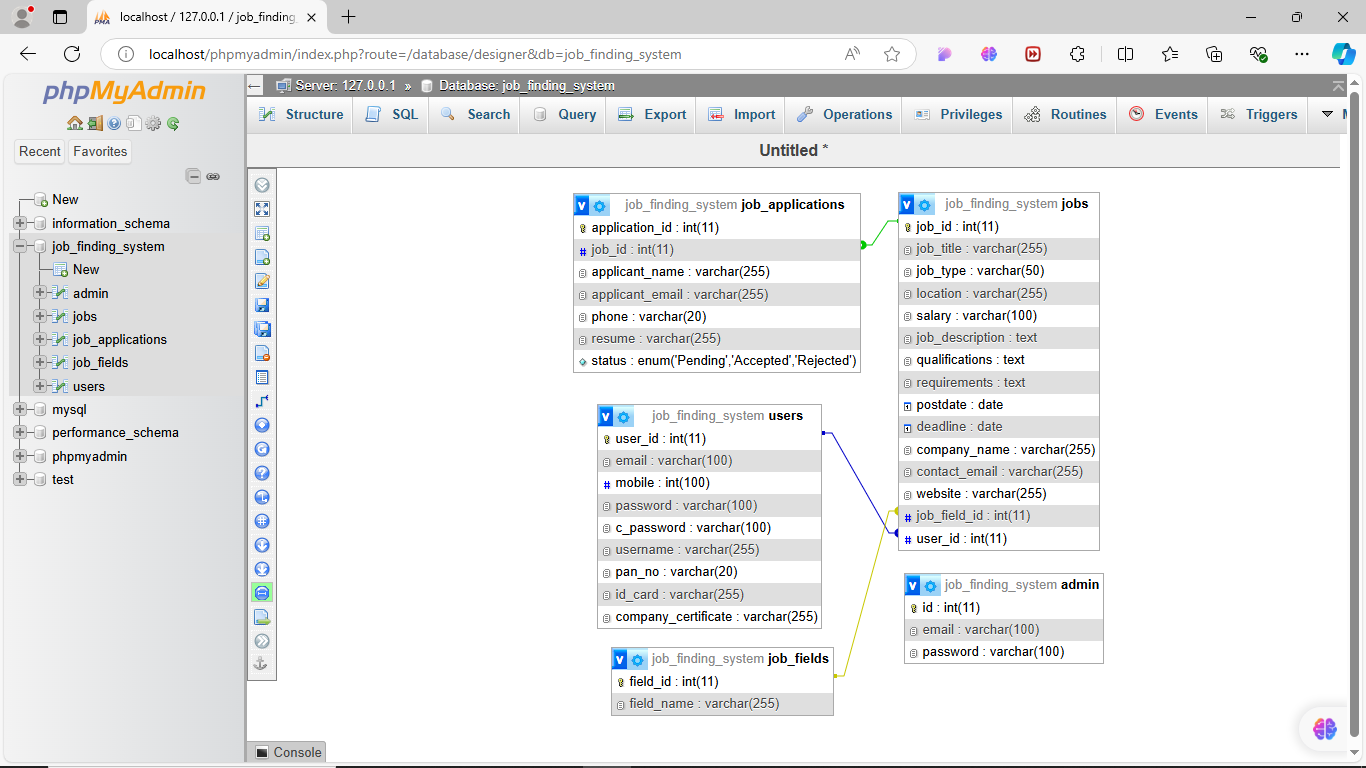 localhost / 127.0.0.1 / job_finding_
localhost/phpmyadmin/index.php?route=/database/designer&db=job_finding_system
phpMyAdmin
Recent
Favorites
New
information_schema
job_finding_system
New
admin
jobs
job_applications
job_fields
users
mysql
performance_schema
phpmyadmin
test
Server: 127.0.0.1 » Database: job_finding_system
Structure
SQL
Search
Query
Export
Import
Operations
Privileges
Routines
Events
Triggers
Untitled *
job_finding_system job_applications
application_id : int(11)
job_id : int(11)
applicant_name : varchar(255)
applicant_email : varchar(255)
phone : varchar(20)
resume : varchar(255)
status : enum('Pending','Accepted','Rejected')
job_finding_system jobs
job_id : int(11)
job_title : varchar(255)
job_type : varchar(50)
location : varchar(255)
salary : varchar(100)
job_description : text
qualifications : text
requirements : text
postdate : date
deadline : date
company_name : varchar(255)
contact_email : varchar(255)
website : varchar(255)
job_field_id : int(11)
user_id : int(11)
job_finding_system users
user_id : int(11)
email : varchar(100)
mobile : int(100)
password : varchar(100)
c_password : varchar(100)
username : varchar(255)
pan_no : varchar(20)
id_card : varchar(255)
company_certificate : varchar(255)
job_finding_system admin
id : int(11)
email : varchar(100)
password : varchar(100)
job_finding_system job_fields
field_id : int(11)
field_name : varchar(255)
Console